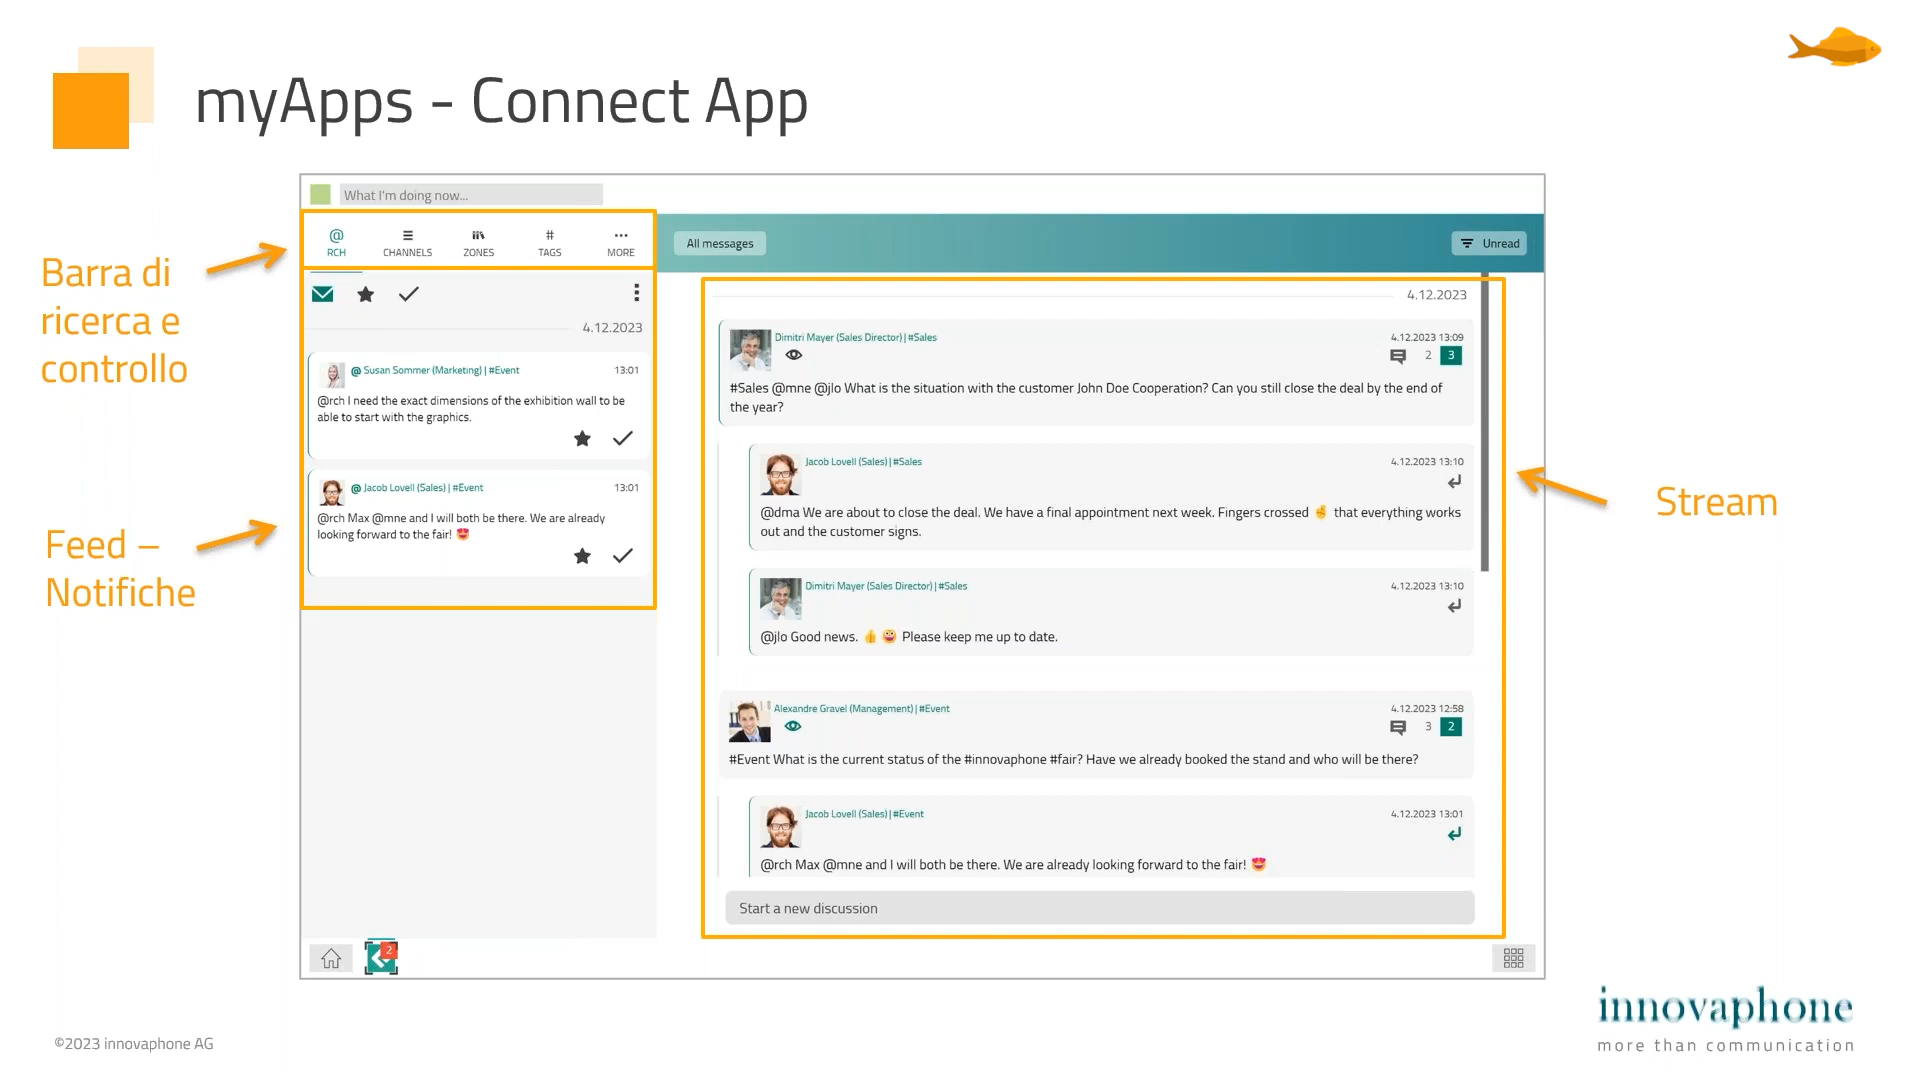 myApps - Connect App
Barra di
ricerca e
controllo
Feed –
Notifiche
What I'm doing now...
@
RCH
CHANNELS
ZONES
#
TAGS
MORE
4.12.2023
@ Susan Sommer (Marketing) | #Event 13:01
@rch I need the exact dimensions of the exhibition wall to be
able to start with the graphics.
@ Jacob Lovell (Sales) | #Event 13:01
@rch Max @mne and I will both be there. We are already
looking forward to the fair! 😍
All messages
Unread
4.12.2023
Dimitri Mayer (Sales Director) | #Sales 4.12.2023 13:09
2 3
#Sales @mne @jlo What is the situation with the customer John Doe Cooperation? Can you still close the deal by the end of
the year?
Jacob Lovell (Sales) | #Sales 4.12.2023 13:10
@dma We are about to close the deal. We have a final appointment next week. Fingers crossed 🤞 that everything works
out and the customer signs.
Dimitri Mayer (Sales Director) | #Sales 4.12.2023 13:10
@jlo Good news. 👍 😀 Please keep me up to date.
Alexandre Gravel (Management) | #Event 4.12.2023 12:58
3 2
#Event What is the current status of the #innovaphone #fair? Have we already booked the stand and who will be there?
Jacob Lovell (Sales) | #Event 4.12.2023 13:01
@rch Max @mne and I will both be there. We are already looking forward to the fair! 😍
Start a new discussion
2
Stream
©2023 innovaphone AG
innovaphone
more than communication